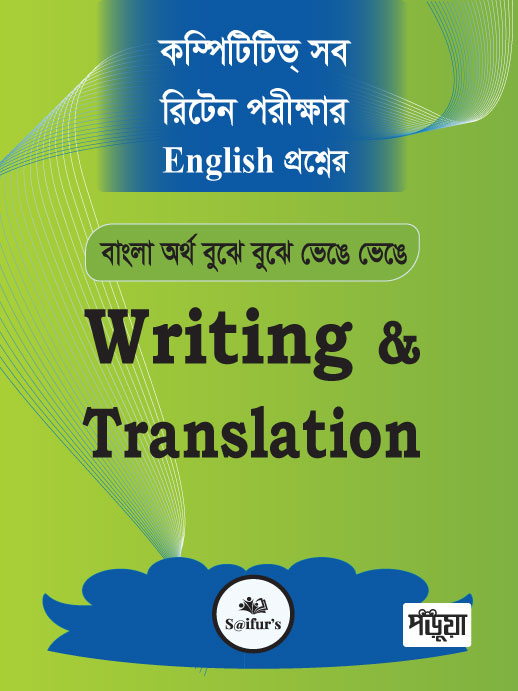 কম্পিটিটিভ্ সব
রিটেন পরীক্ষার
English প্রশ্নের
বাংলা অর্থ বুঝে বুঝে ভেঙে ভেঙে
Writing &
Translation
S@ifur's
পড়ুয়া